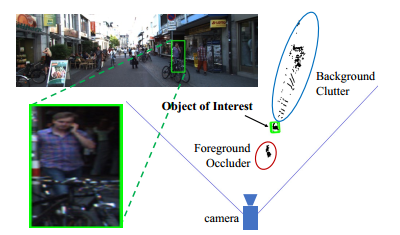 Background
Clutter
Object of Interest
Foreground
Occluder
camera